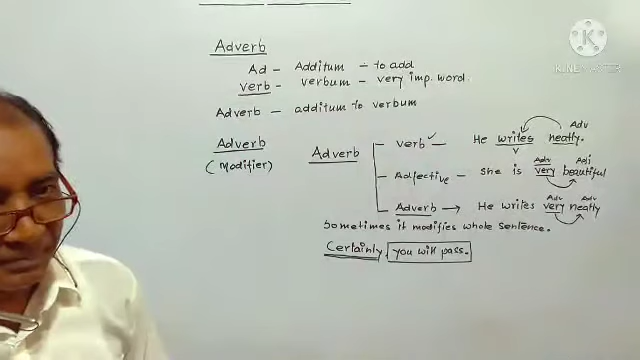 Adverb
Ad - Additum - to add
verb - verbum - very imp. word.
Adverb - additum to verbum
Adverb
(modifier)
Adverb
verb ✓ - He writes neatly.
Adv
V
Adjective - She is very beautiful
Adv Adj
Adverb → He writes very neatly
Adv Adv
Sometimes it modifies whole sentence.
Certainly, you will pass.
KINEMASTER